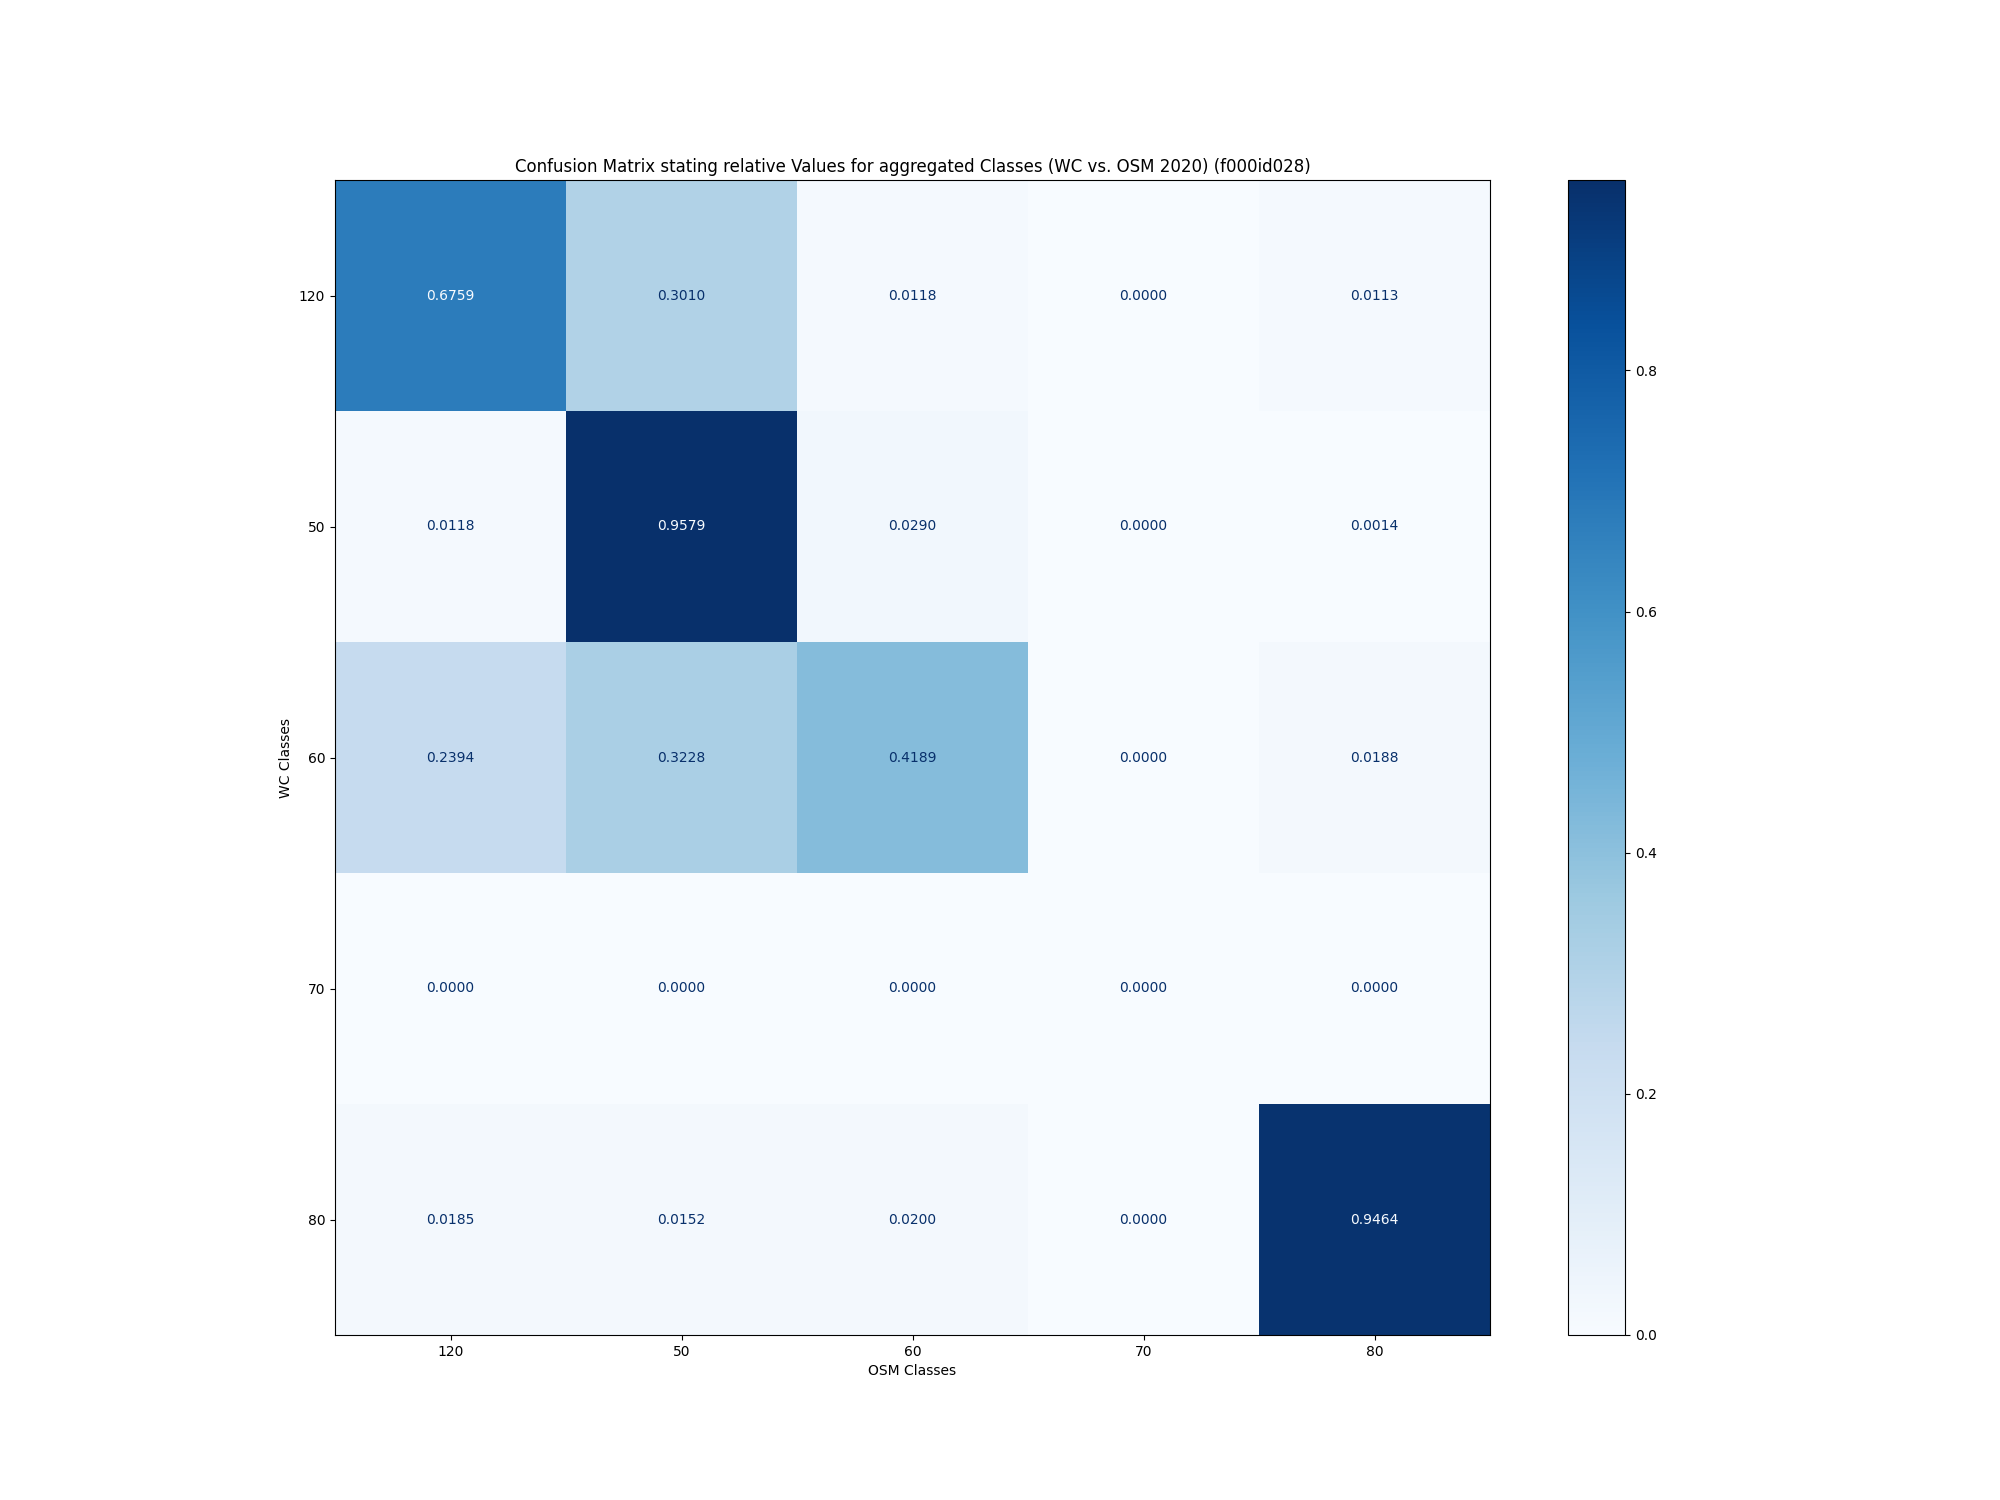 Confusion Matrix stating relative Values for aggregated Classes (WC vs. OSM 2020) (f000id028)
120 0.6759 0.3010 0.0118 0.0000 0.0113
50 0.0118 0.9579 0.0290 0.0000 0.0014
WC Classes
60 0.2394 0.3228 0.4189 0.0000 0.0188
70 0.0000 0.0000 0.0000 0.0000 0.0000
80 0.0185 0.0152 0.0200 0.0000 0.9464
120 50 60 70 80
OSM Classes
0.8
0.6
0.4
0.2
0.0